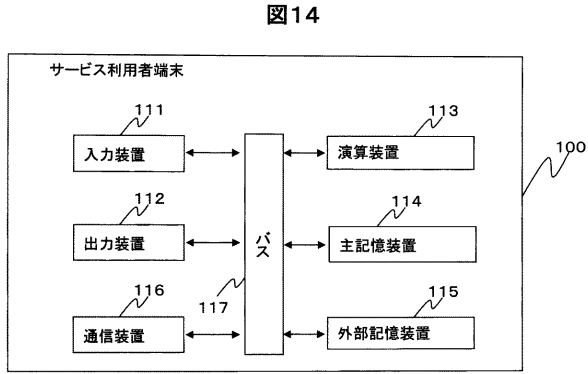 図14
サービス利用者端末
111
入力装置
113
演算装置
100
112
出力装置
バス
114
主記憶装置
116
通信装置
117
115
外部記憶装置